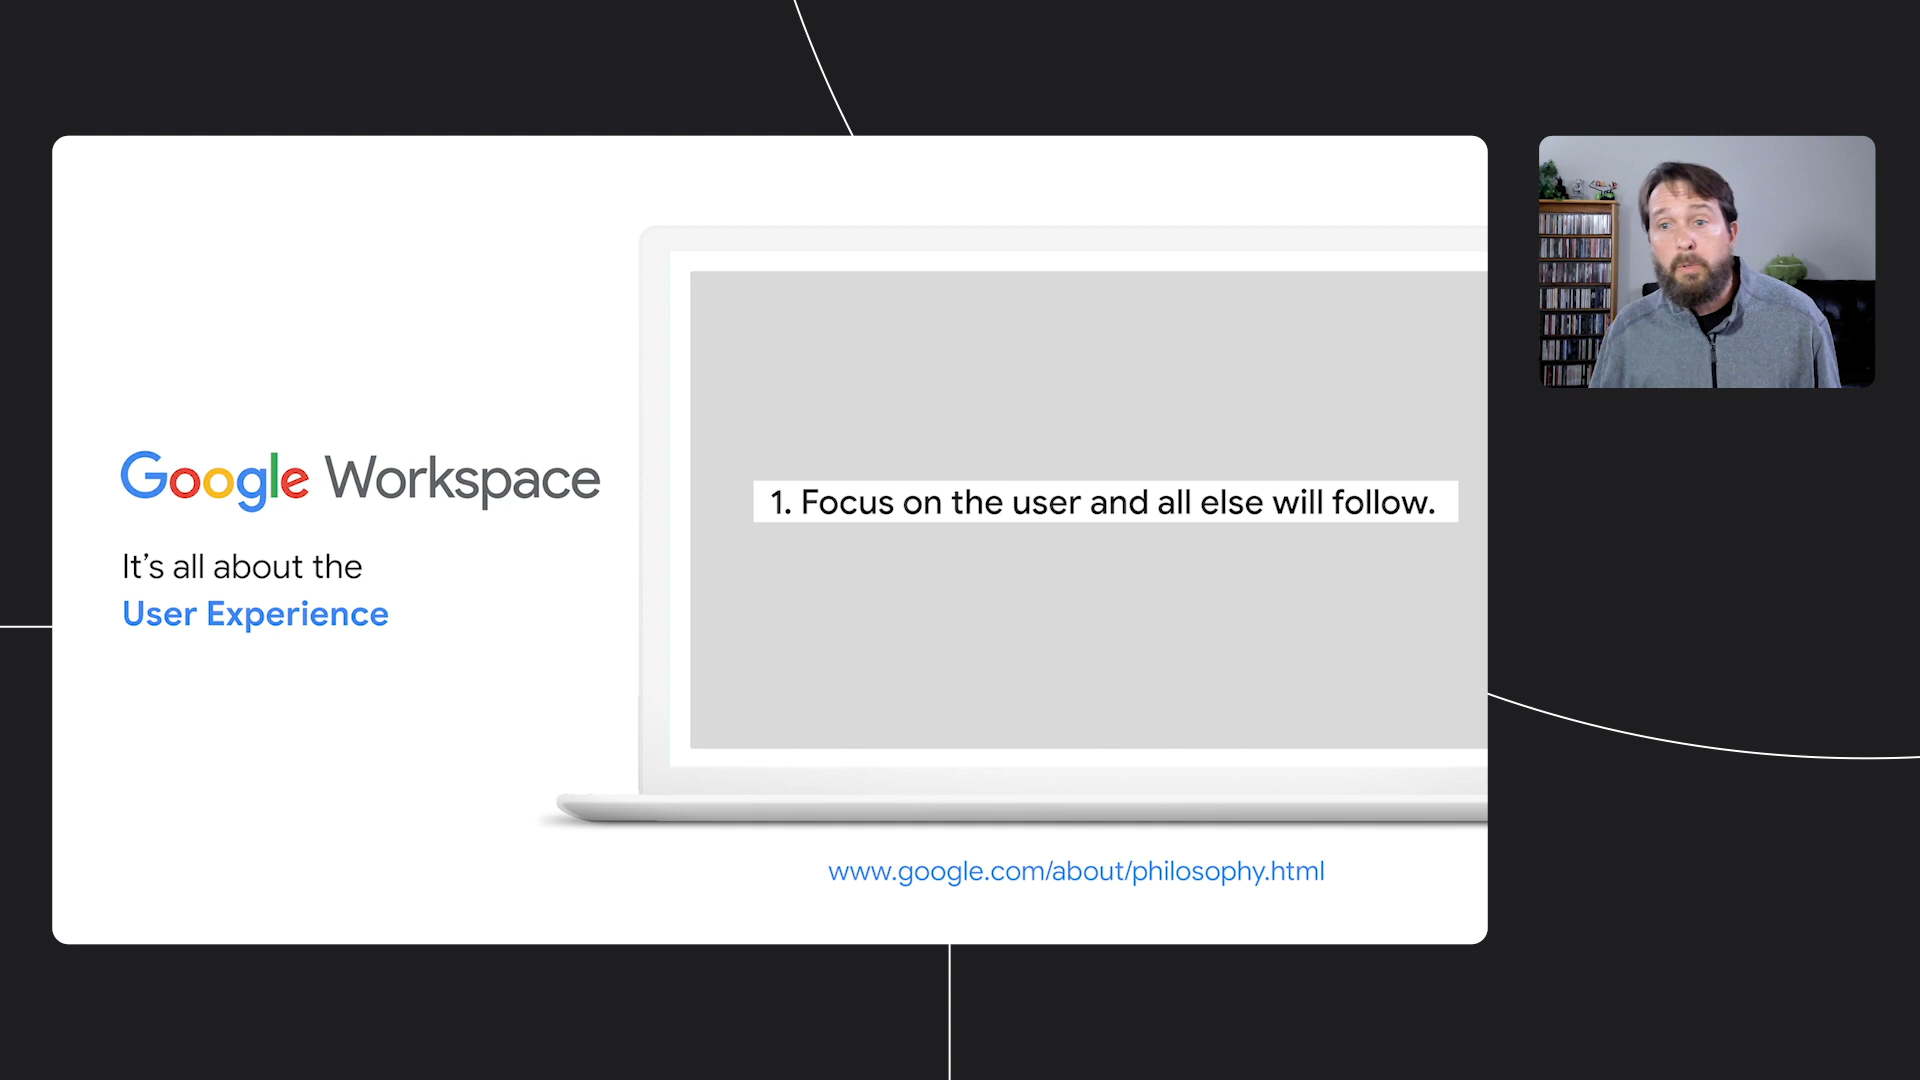 Google Workspace
It’s all about the
User Experience
1. Focus on the user and all else will follow.
www.google.com/about/philosophy.html